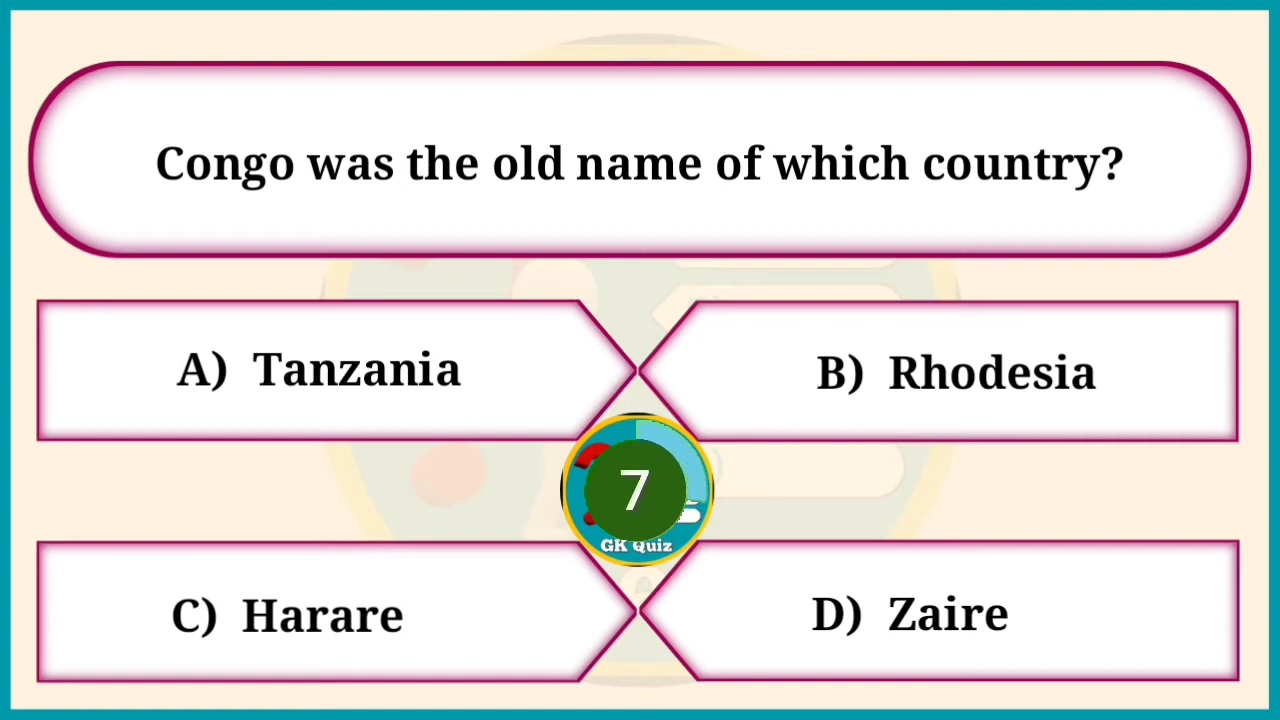 Congo was the old name of which country?
A) Tanzania
B) Rhodesia
7
GK Quiz
C) Harare
D) Zaire